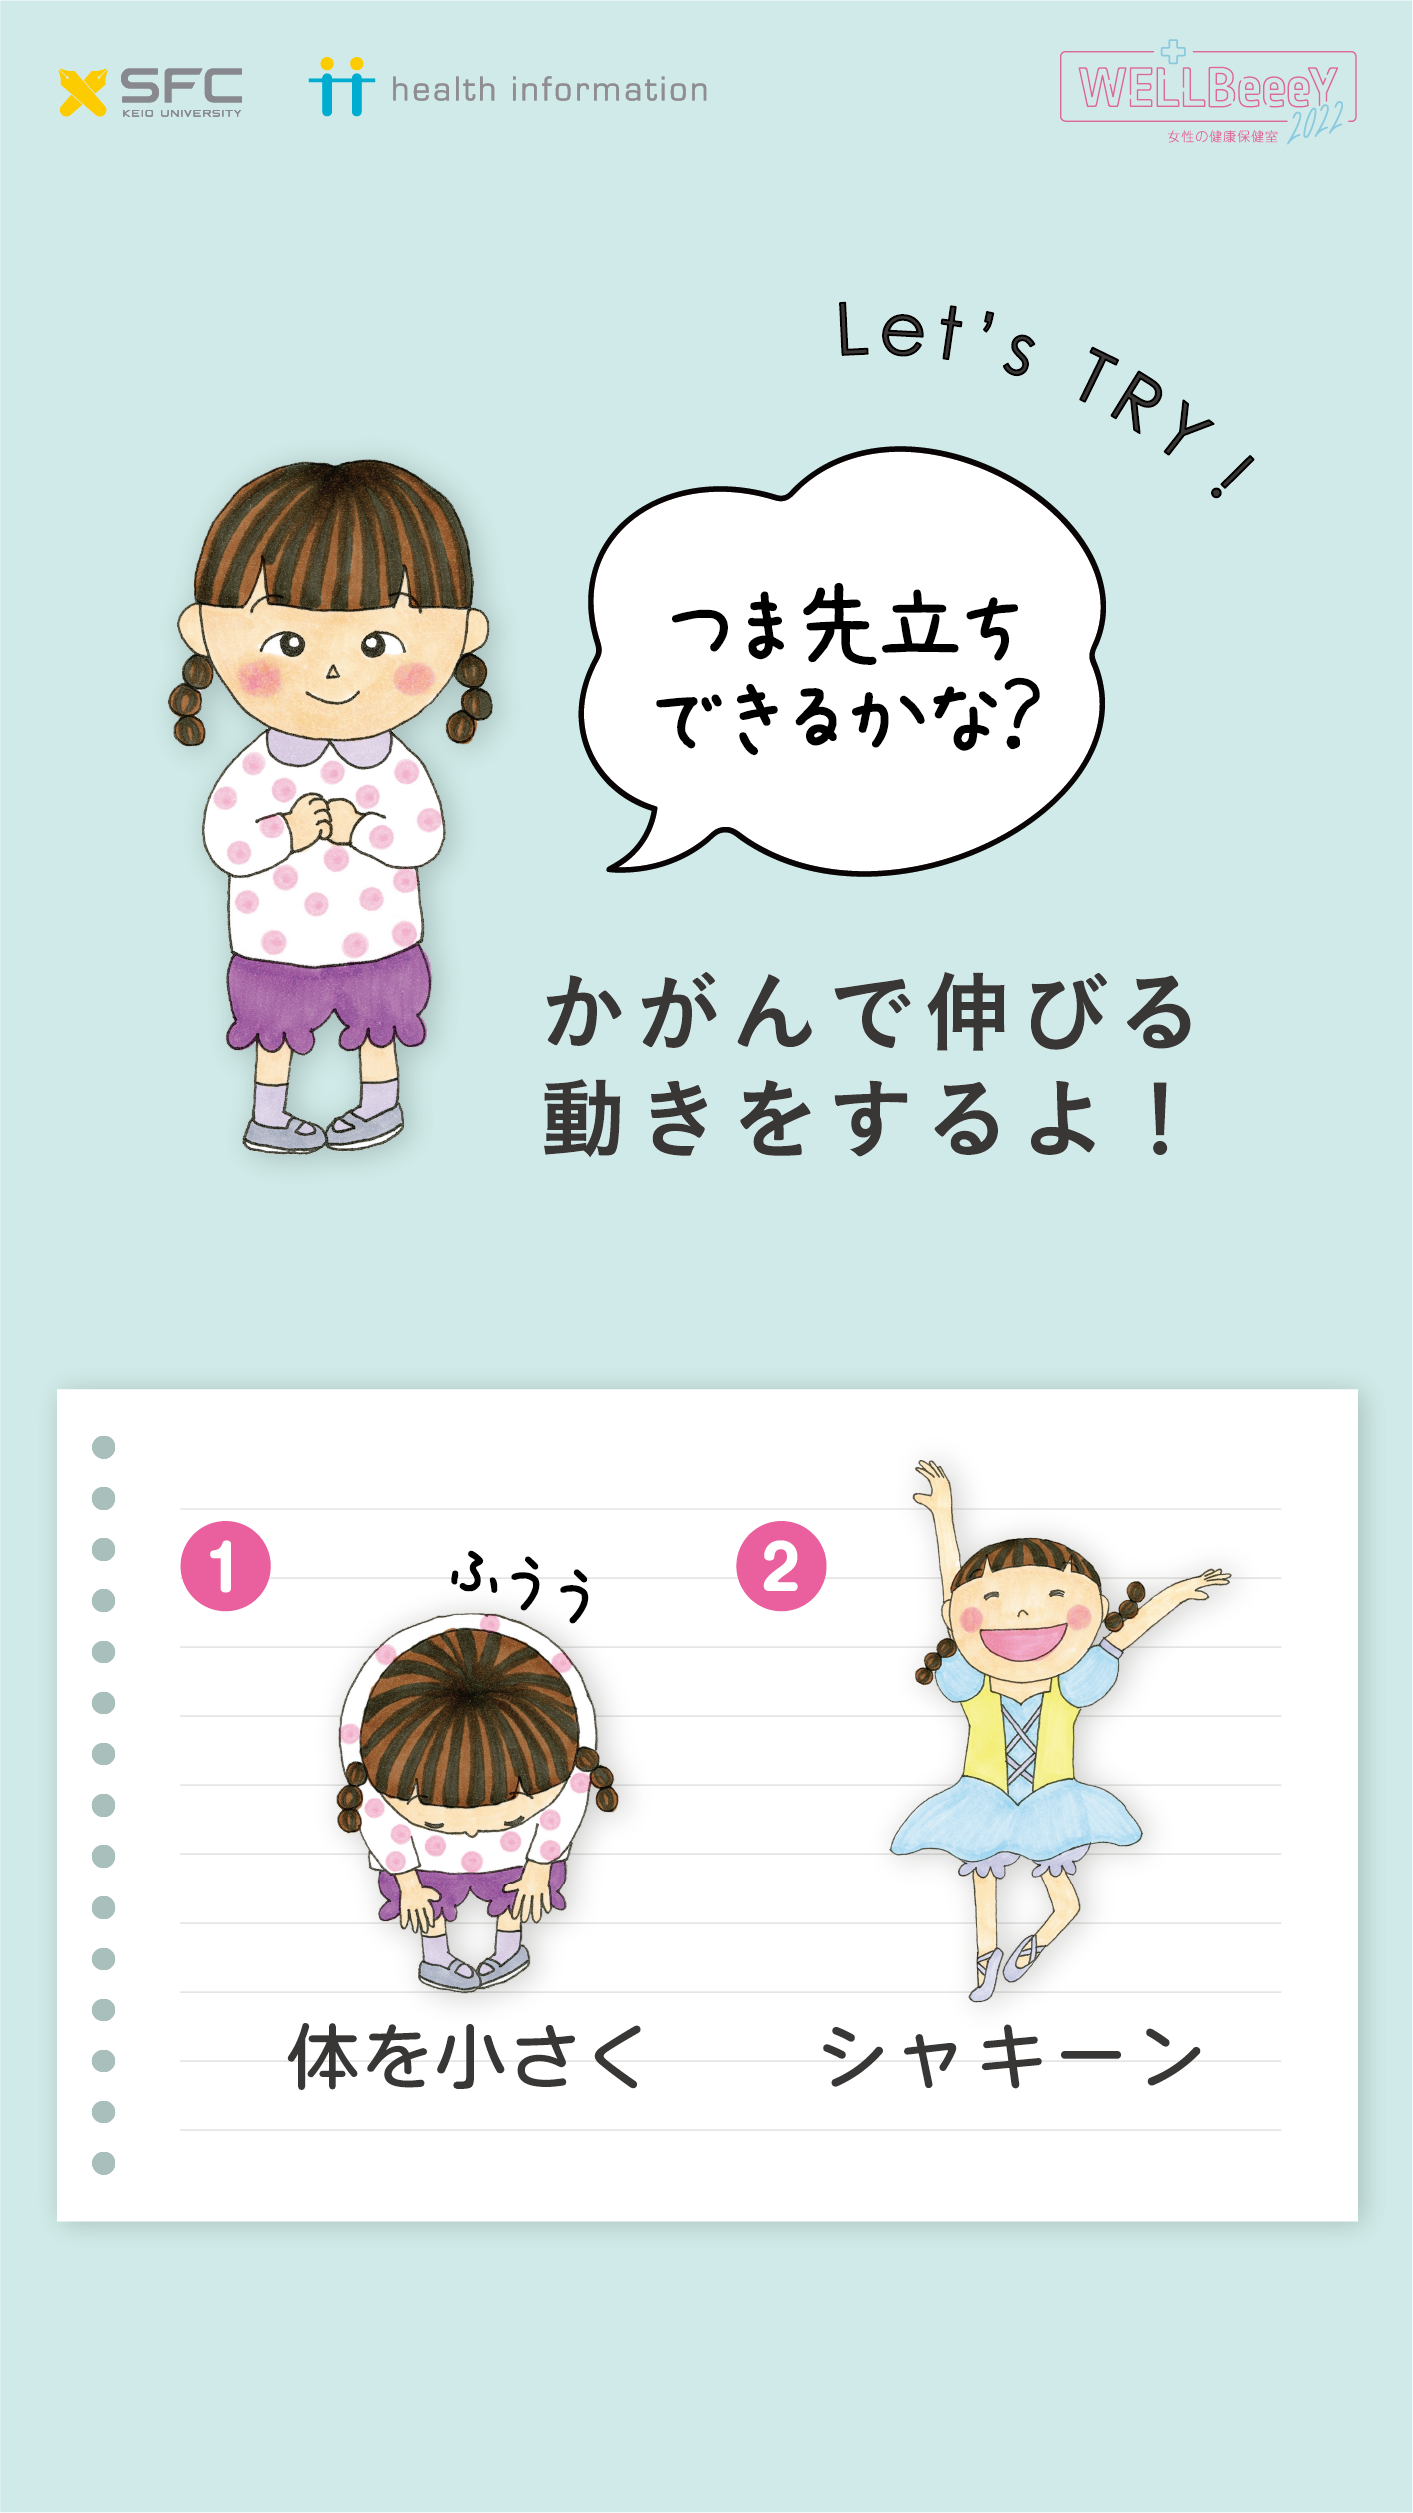 SFC
KEIO UNIVERSITY
health information
WELLBeeeY
2022
女性の健康保健室
Let's TRY!
つま先立ち
できるかな?
かがんで伸びる
動きをするよ！
1
ふうぅ
体を小さく
2
シャキーン